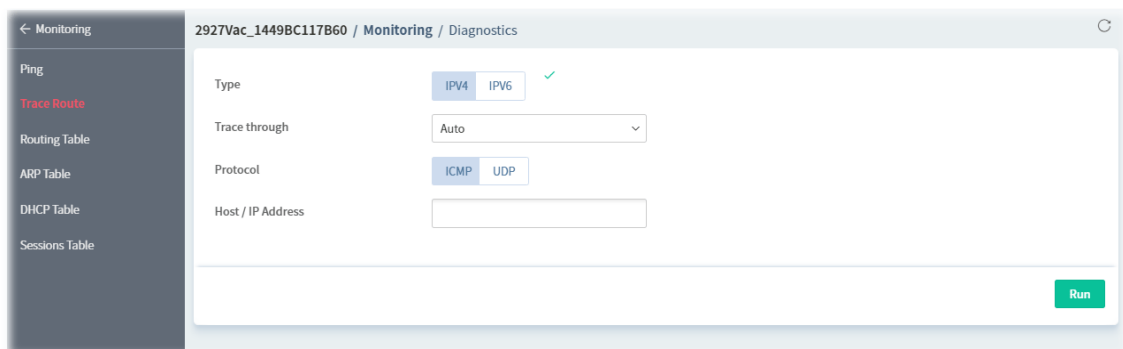 ← Monitoring
Ping
Trace Route
Routing Table
ARP Table
DHCP Table
Sessions Table
2927Vac_1449BC117B60 / Monitoring / Diagnostics
Type IPV4 IPV6
Trace through Auto
Protocol ICMP UDP
Host / IP Address
Run